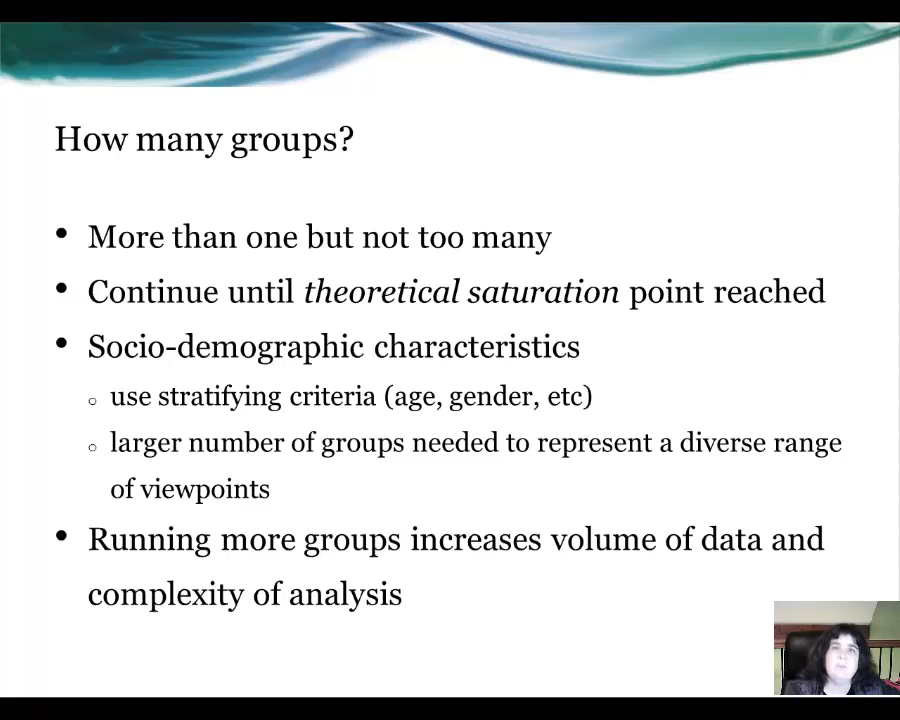 How many groups?
• More than one but not too many
• Continue until theoretical saturation point reached
• Socio-demographic characteristics
○ use stratifying criteria (age, gender, etc)
○ larger number of groups needed to represent a diverse range
of viewpoints
• Running more groups increases volume of data and
complexity of analysis